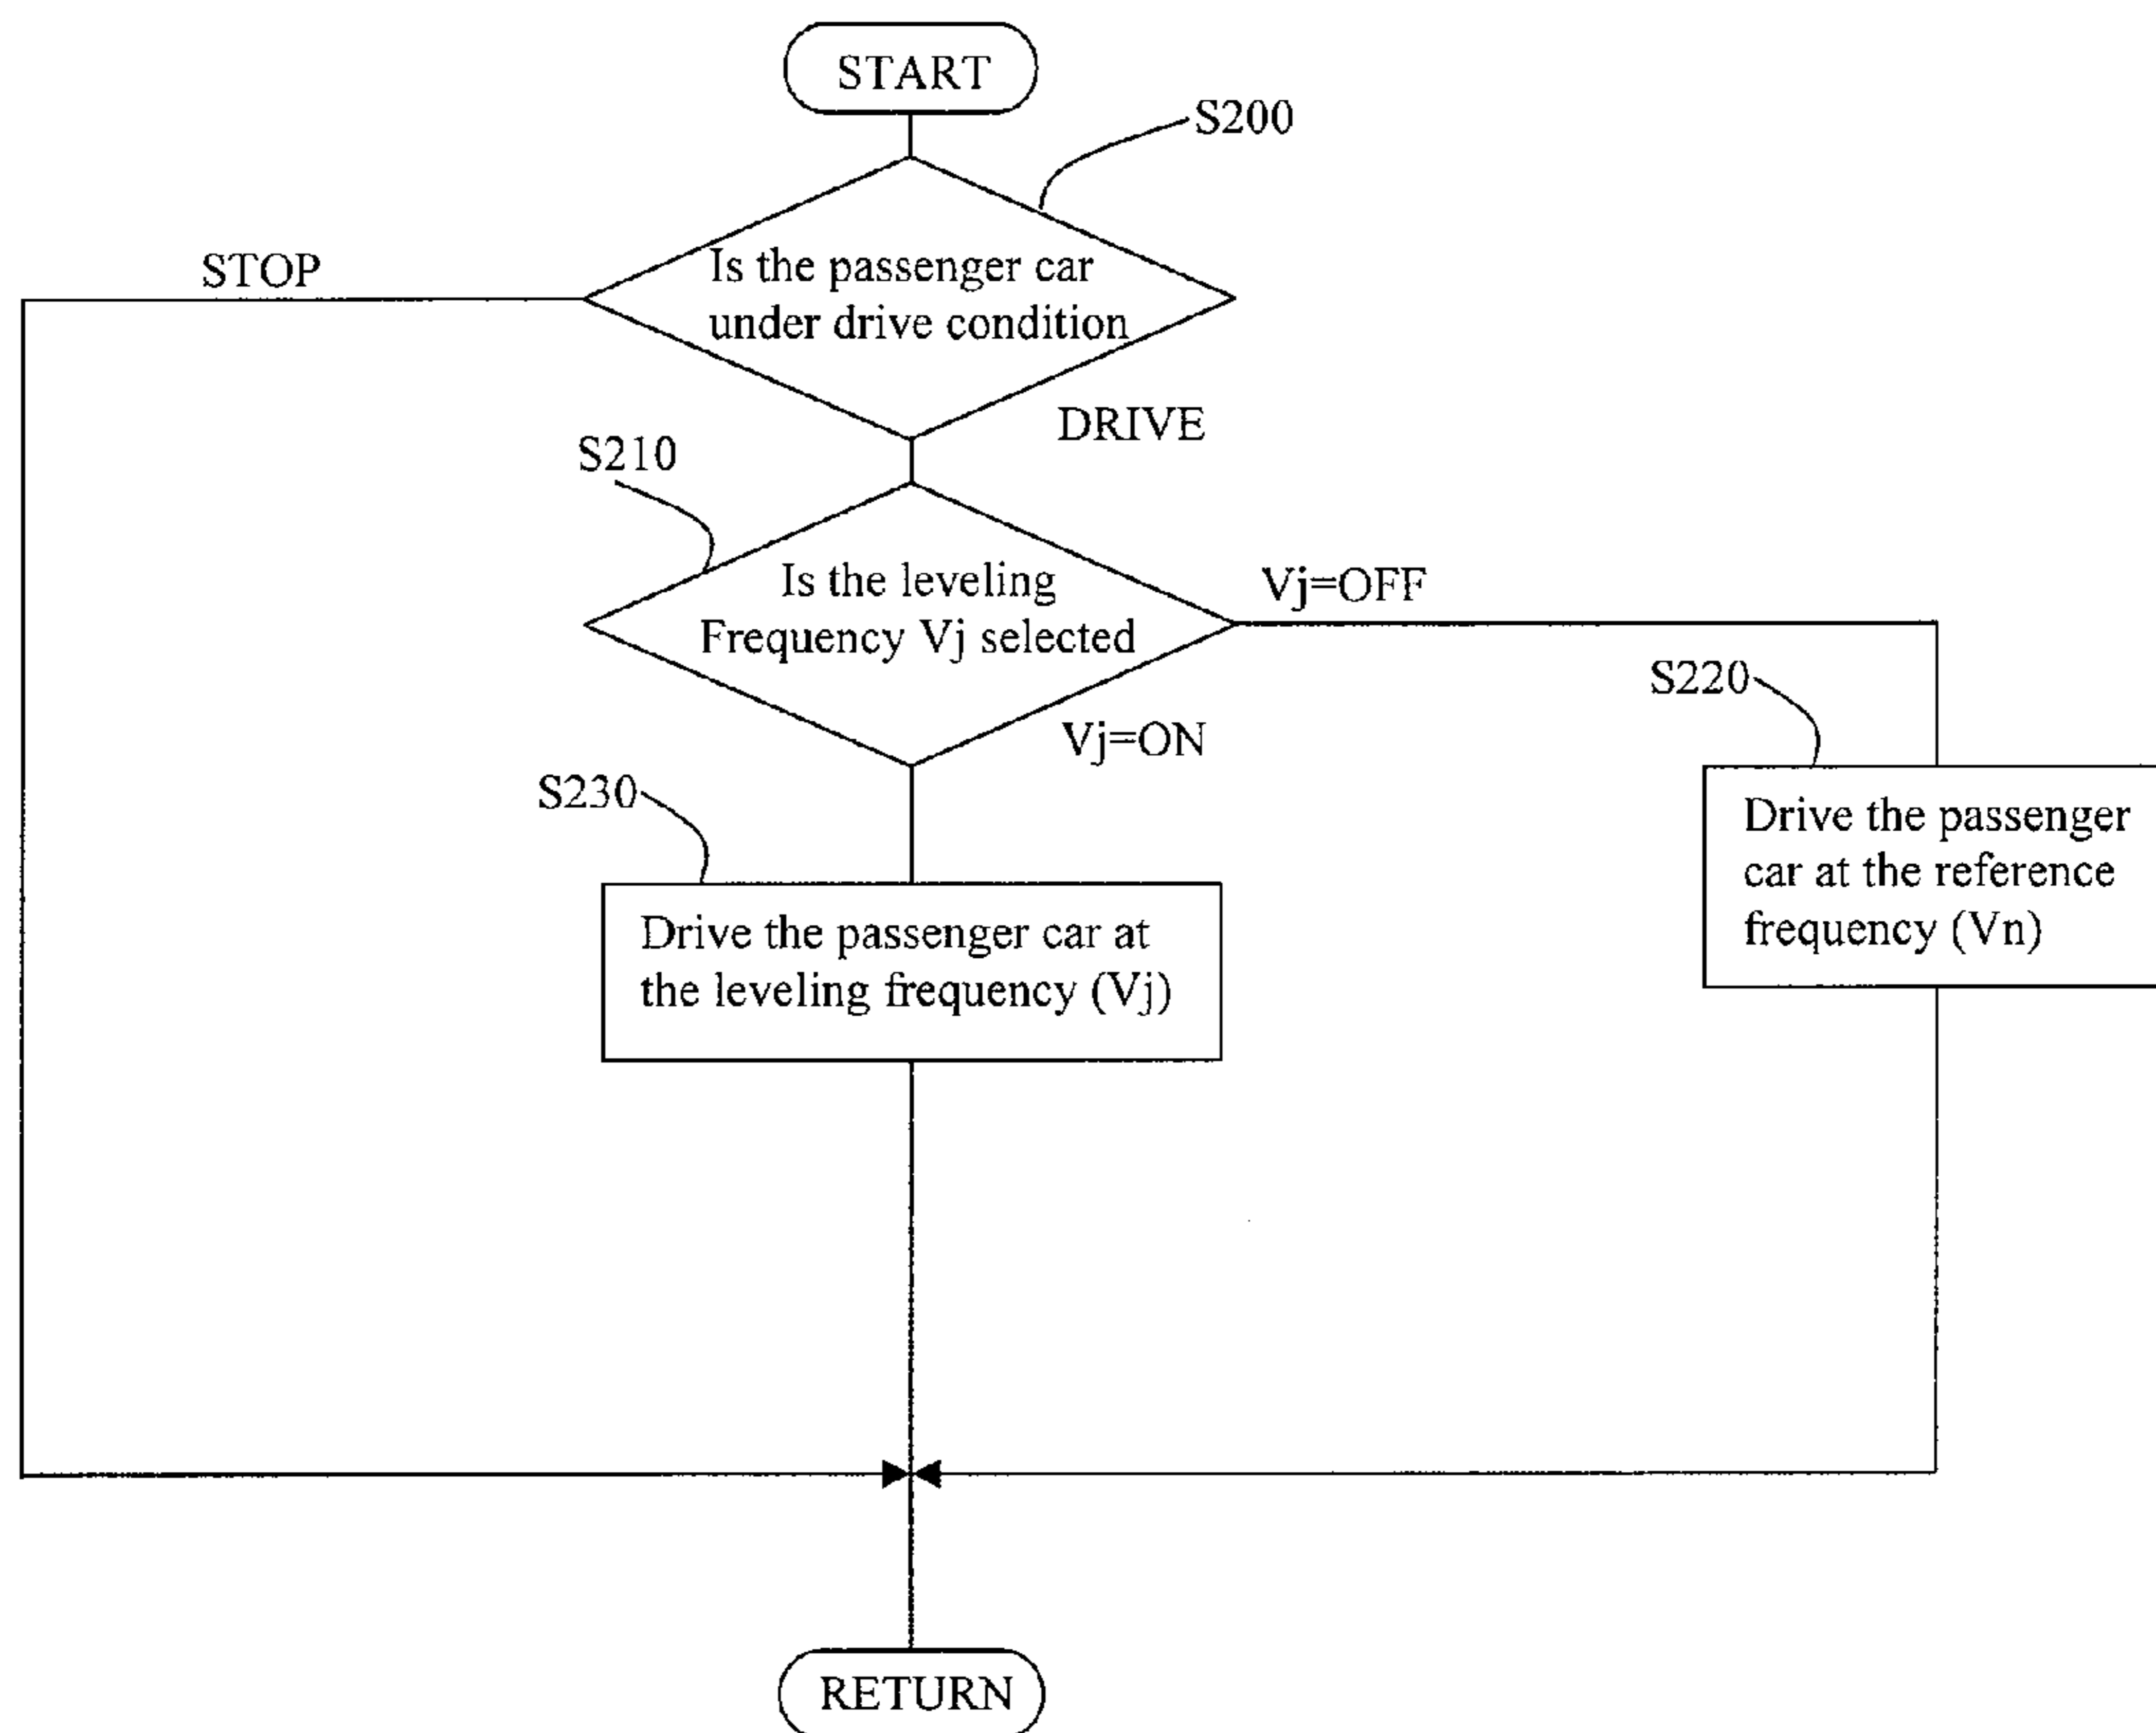 START
S200
STOP
Is the passenger car
under drive condition
DRIVE
S210
Is the leveling
Frequency Vj selected
Vj=OFF
S220
Vj=ON
S230
Drive the passenger
car at the reference
frequency (Vn)
Drive the passenger car at
the leveling frequency (Vj)
RETURN